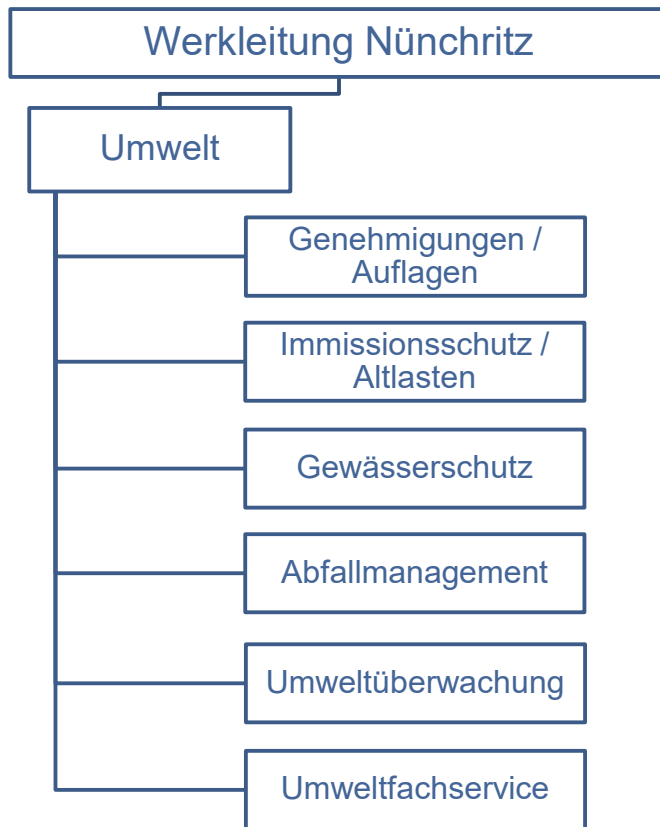 Werkleitung Nünchritz
Umwelt
Genehmigungen /
Auflagen
Immissionsschutz /
Altlasten
Gewässerschutz
Abfallmanagement
Umweltüberwachung
Umweltfachservice